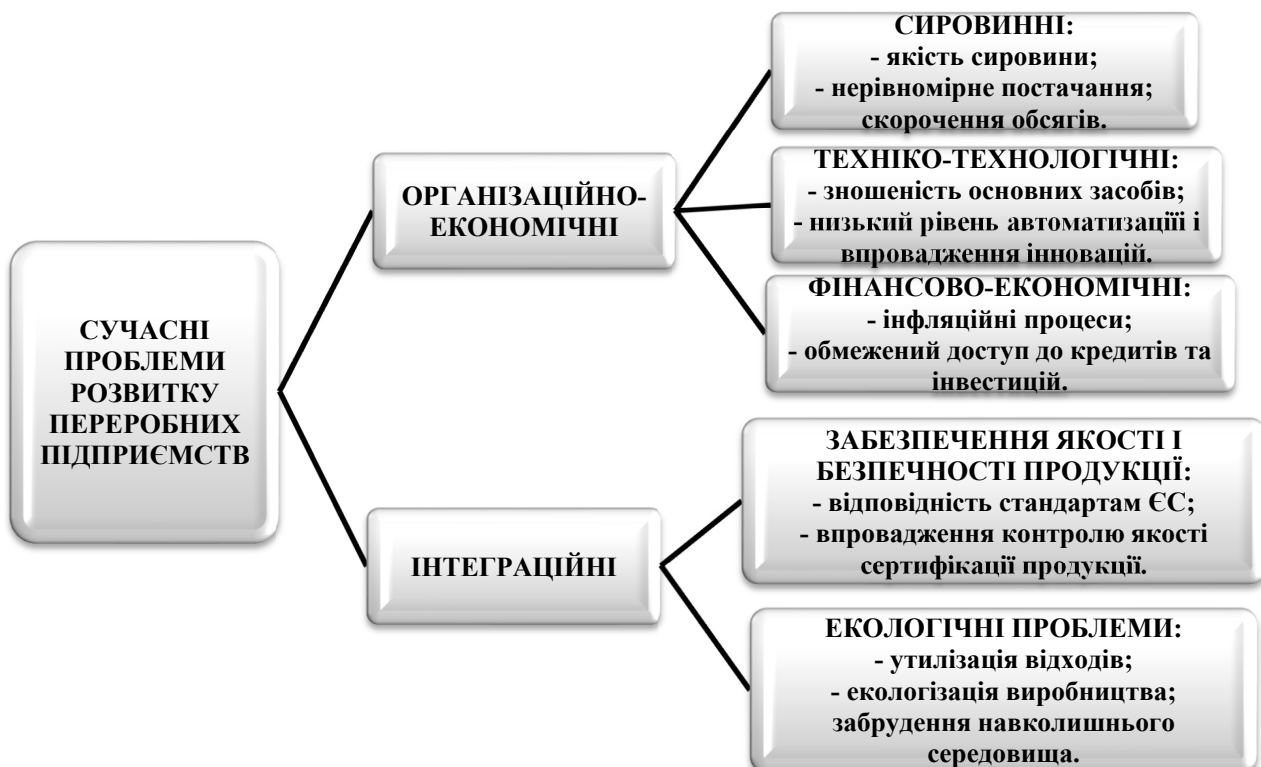 СУЧАСНІ
ПРОБЛЕМИ
РОЗВИТКУ
ПЕРЕРОБНИХ
ПІДПРИЄМСТВ
ОРГАНІЗАЦІЙНО-
ЕКОНОМІЧНІ
СИРОВИННІ:
- якість сировини;
- нерівномірне постачання;
скорочення обсягів.
ТЕХНІКО-ТЕХНОЛОГІЧНІ:
- зношеність основних засобів;
- низький рівень автоматизаціїї і
впровадження інновацій.
ФІНАНСОВО-ЕКОНОМІЧНІ:
- інфляційні процеси;
- обмежений доступ до кредитів та
інвестицій.
ІНТЕГРАЦІЙНІ
ЗАБЕЗПЕЧЕННЯ ЯКОСТІ І
БЕЗПЕЧНОСТІ ПРОДУКЦІЇ:
- відповідність стандартам ЄС;
- впровадження контролю якості
сертифікації продукції.
ЕКОЛОГІЧНІ ПРОБЛЕМИ:
- утилізація відходів;
- екологізація виробництва;
забрудення навколишнього
середовища.